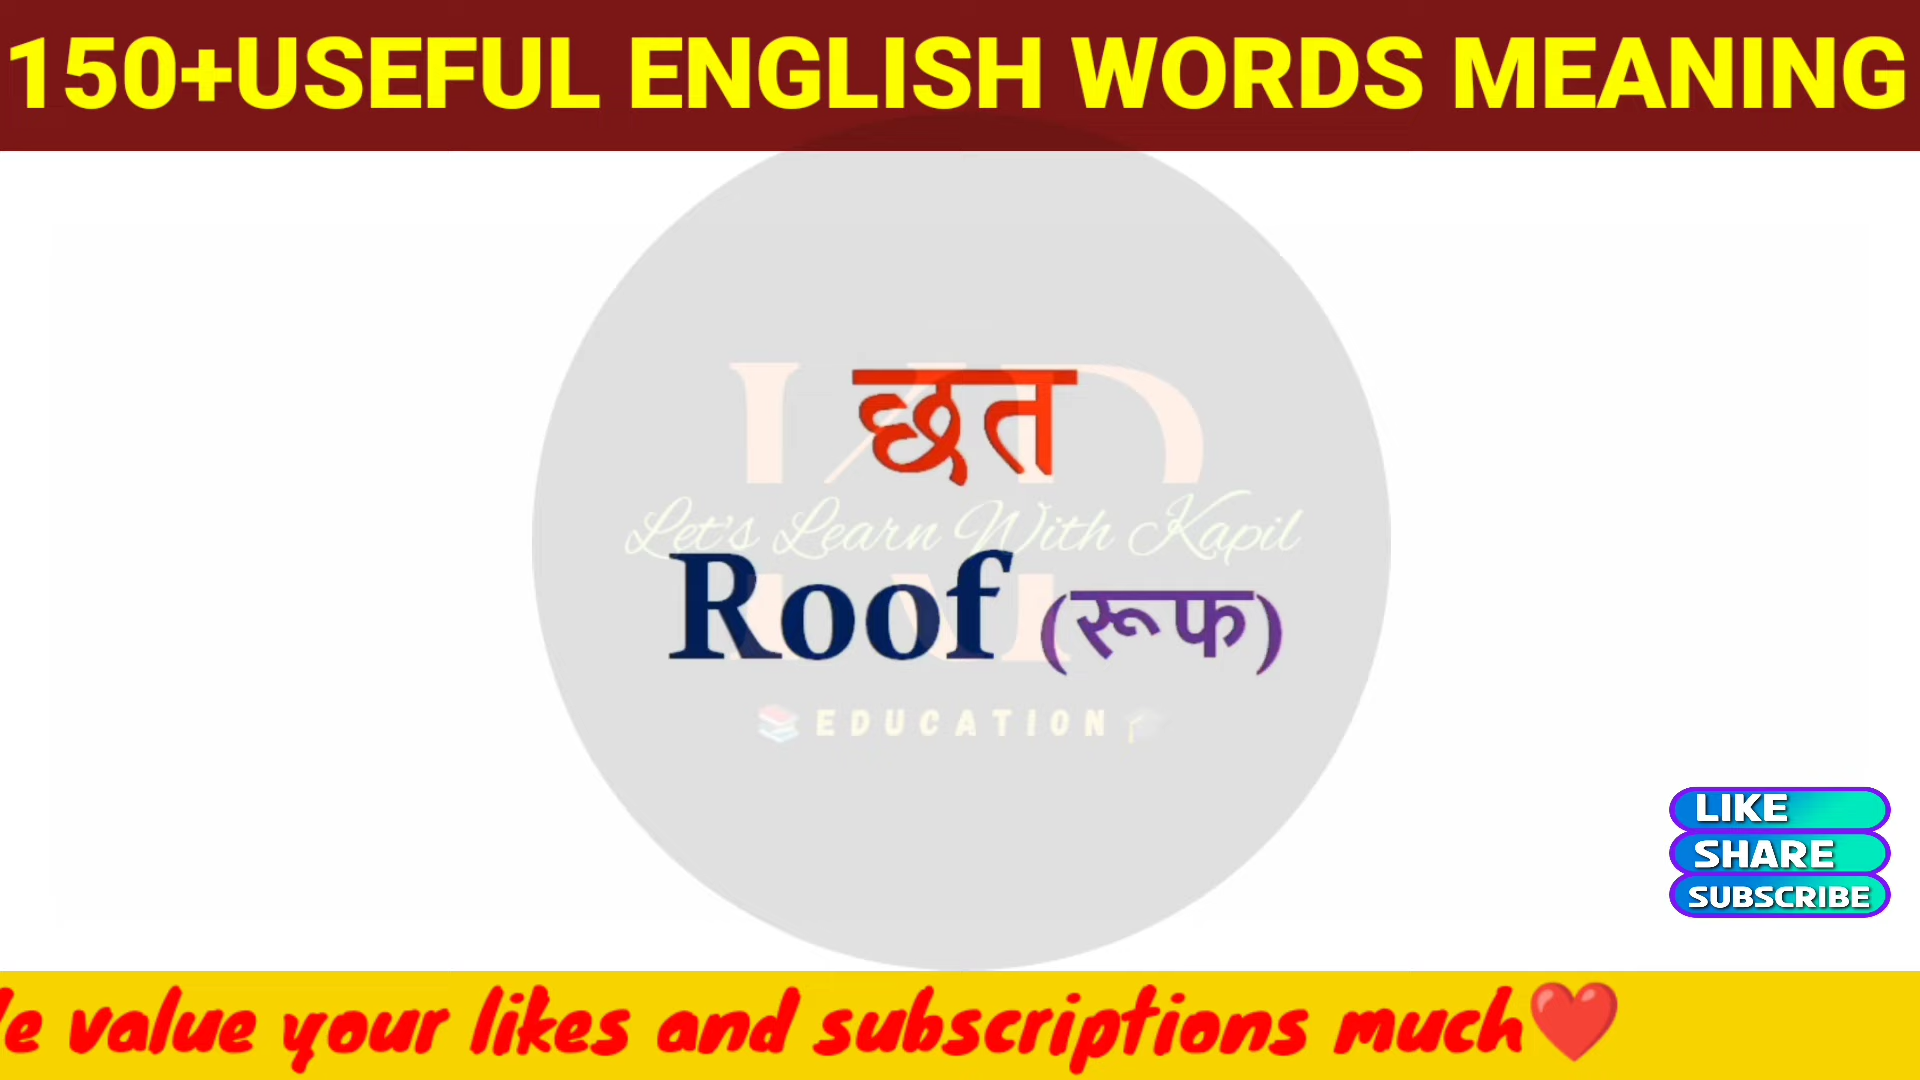 150+USEFUL ENGLISH WORDS MEANING
छत
Let's Learn With Kapil
Roof (रूफ)
EDUCATION
LIKE
SHARE
SUBSCRIBE
value your likes and subscriptions much❤️